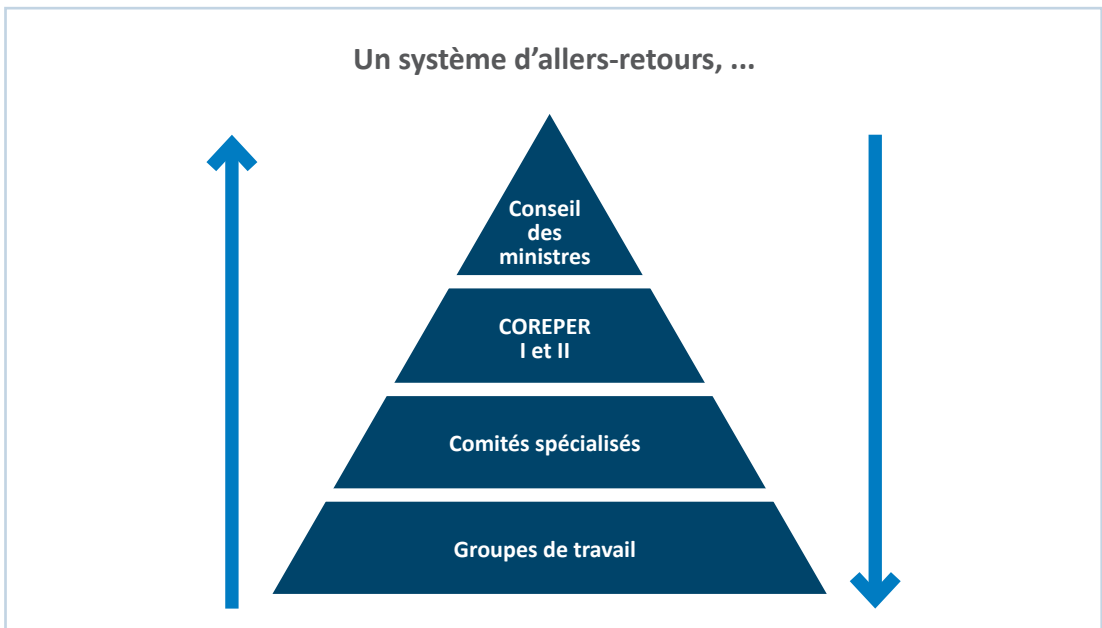 Un système d’allers-retours, ...
Conseil
des
ministres
COREPER
I et II
Comités spécialisés
Groupes de travail